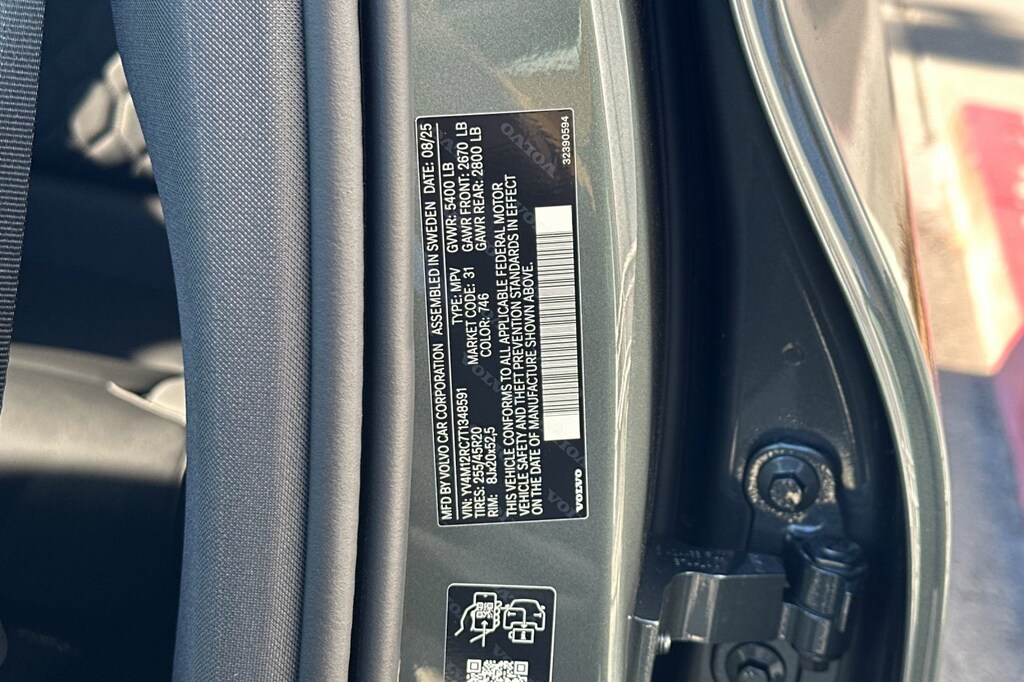 MFD BY VOLVO CAR CORPORATION ASSEMBLED IN SWEDEN DATE: 08/25
VIN: YV4M12RC7T1348591 TYPE: MPV GVWR: 5400 LB
TIRES: 255/45R20 MARKET CODE: 31 GAWR FRONT: 2670 LB
RIM: 8Jx20x52,5 COLOR: 746 GAWR REAR: 2800 LB
THIS VEHICLE CONFORMS TO ALL APPLICABLE FEDERAL MOTOR
VEHICLE SAFETY AND THEFT PREVENTION STANDARDS IN EFFECT
ON THE DATE OF MANUFACTURE SHOWN ABOVE.
VOLVO
32390594